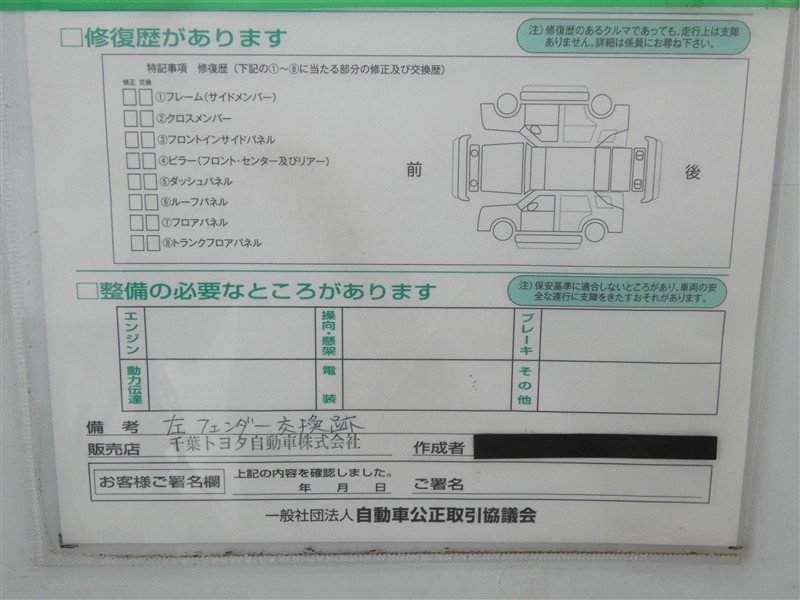 □修復歴があります
注）修復歴のあるクルマであっても、走行上は支障
ありません。詳細は係員にお尋ね下さい。
特記事項 修復歴（下記の①～⑧に当たる部分の修正及び交換歴）
修正 交換
①フレーム（サイドメンバー）
②クロスメンバー
③フロントインサイドパネル
④ピラー（フロント・センター及びリアー）
⑤ダッシュパネル
⑥ルーフパネル
⑦フロアパネル
⑧トランクフロアパネル
前
後
□整備の必要なところがあります
注）保安基準に適合しないところがあり、車両の安
全な運行に支障をきたすおそれがあります。
エンジン
操向・懸架
ブレーキ
動力伝達
電装
その他
備考 左フェンダー交換跡
販売店 千葉トヨタ自動車株式会社 作成者
お客様ご署名欄
上記の内容を確認しました。
年 月 日 ご署名
一般社団法人 自動車公正取引協議会